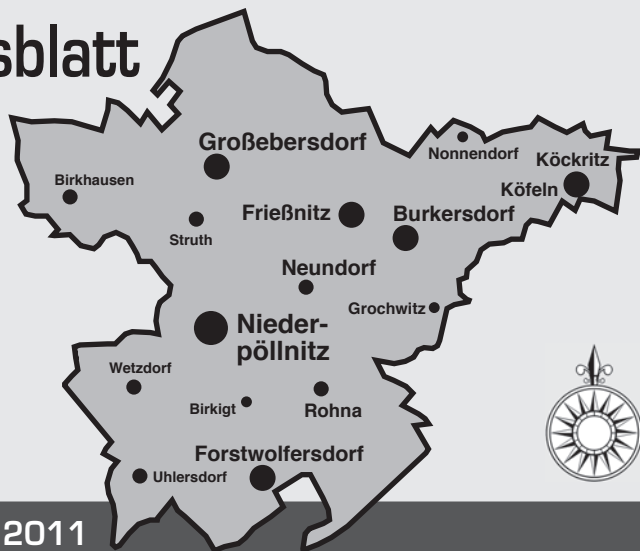 sblatt
Großebersdorf
Nonnendorf
Köckritz
Köfeln
Birkhausen
Frießnitz
Burkersdorf
Struth
Neundorf
Grochwitz
Nieder-
pöllnitz
Wetzdorf
Birkigt
Rohna
Forstwolfersdorf
Uhlersdorf
2011